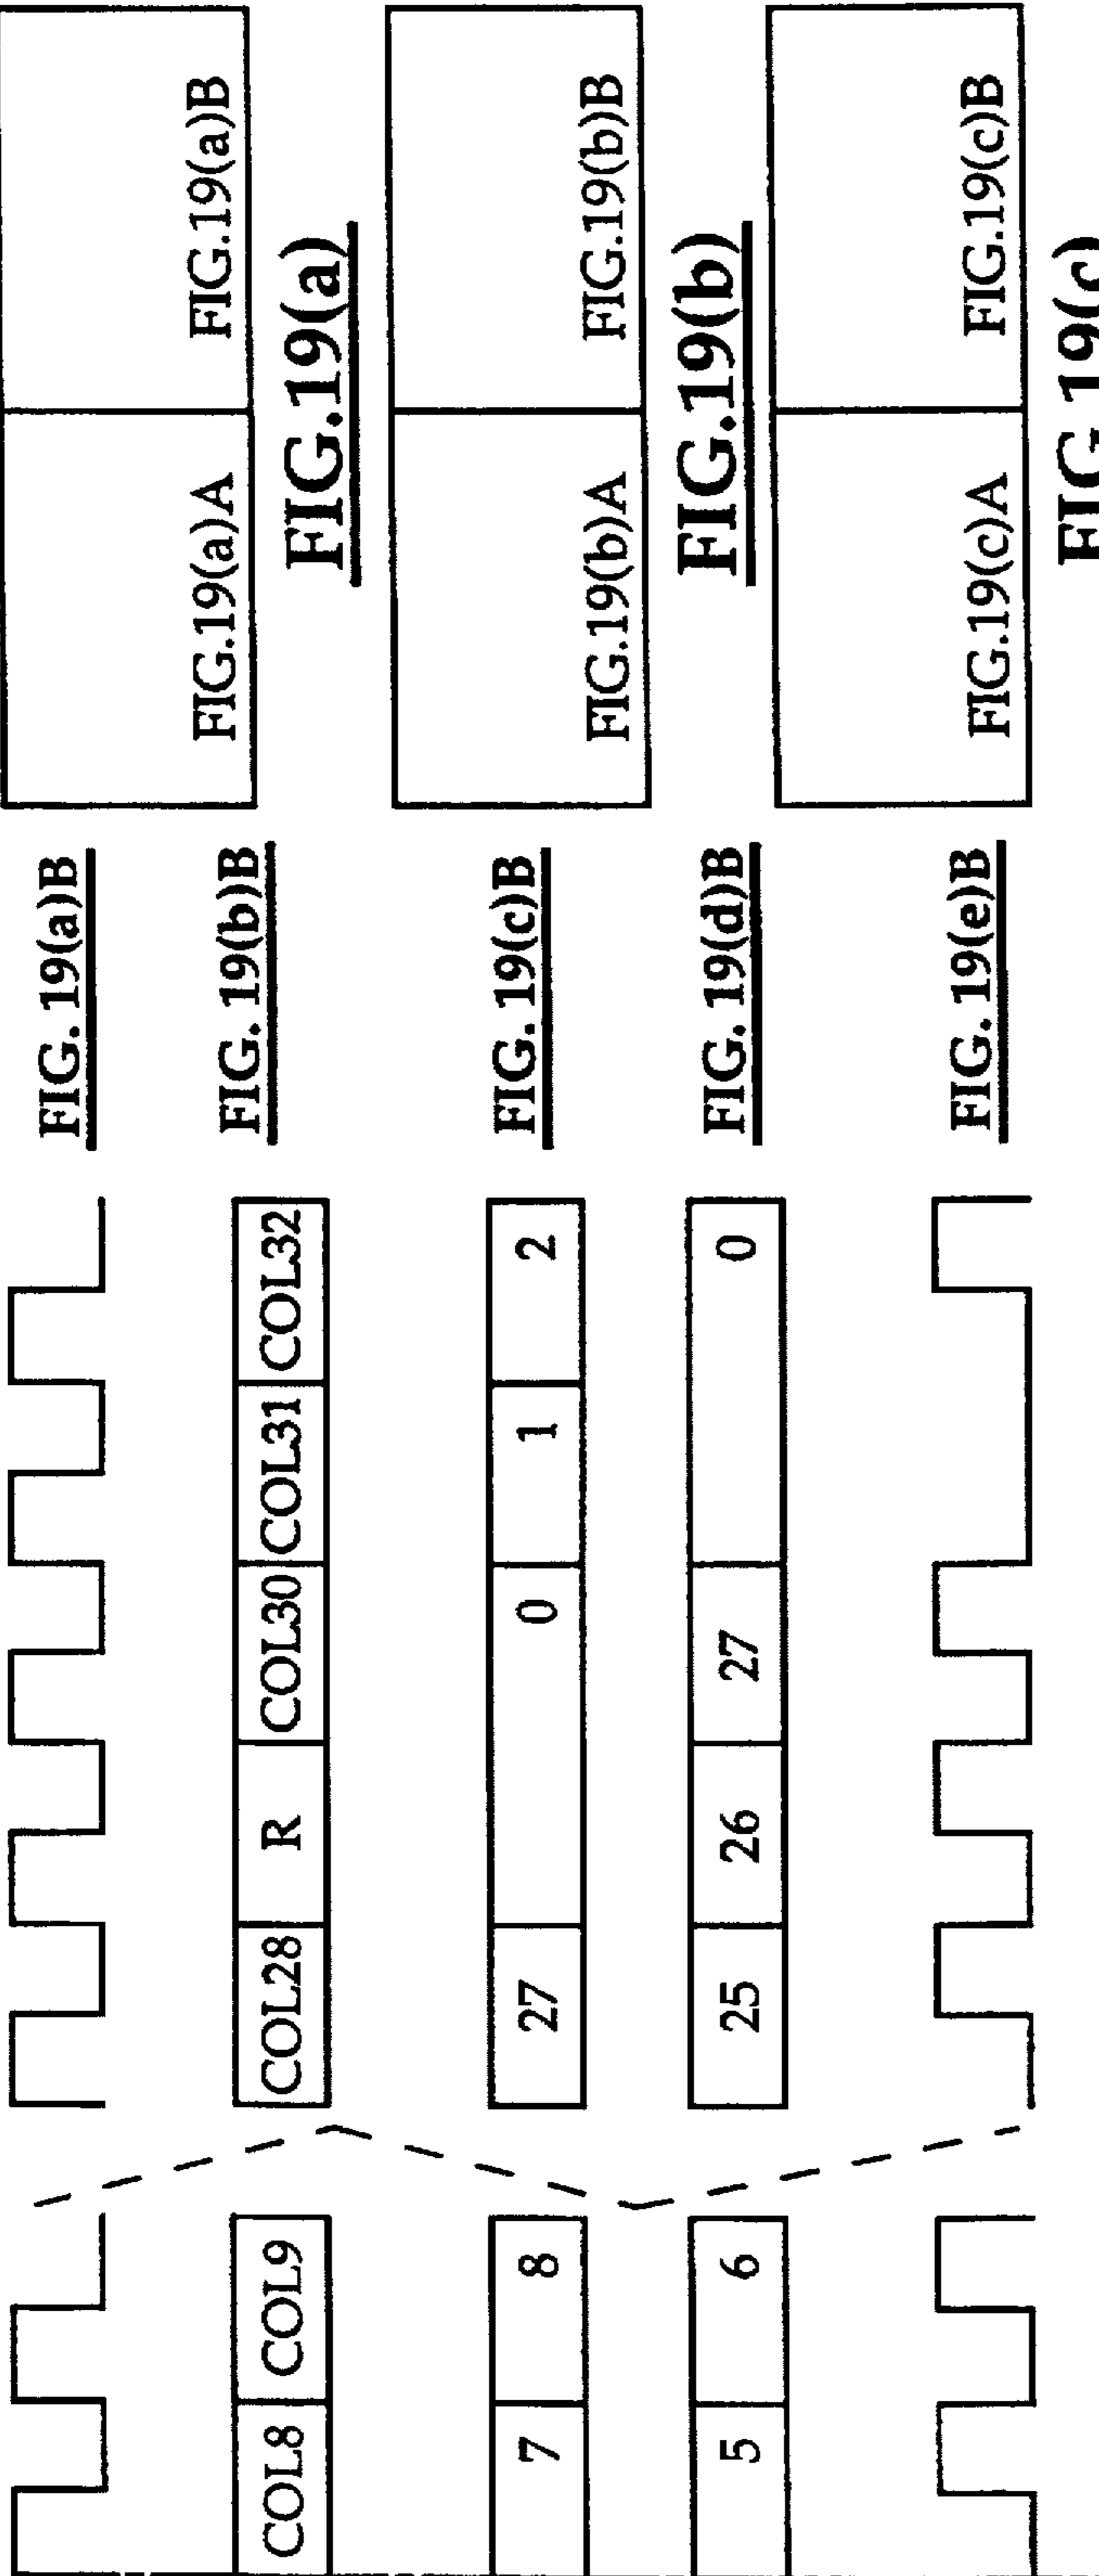 COL8 COL9 COL28 R COL30 COL31 COL32 FIG. 19(b)B
7 8 27 0 1 2 FIG. 19(c)B
5 6 25 26 27 0 FIG. 19(d)B
FIG. 19(a)B
FIG. 19(e)B
FIG.19(a)A FIG.19(a)B
FIG.19(a)
FIG.19(b)A FIG.19(b)B
FIG.19(b)
FIG.19(c)A FIG.19(c)B
FIG.19(c)